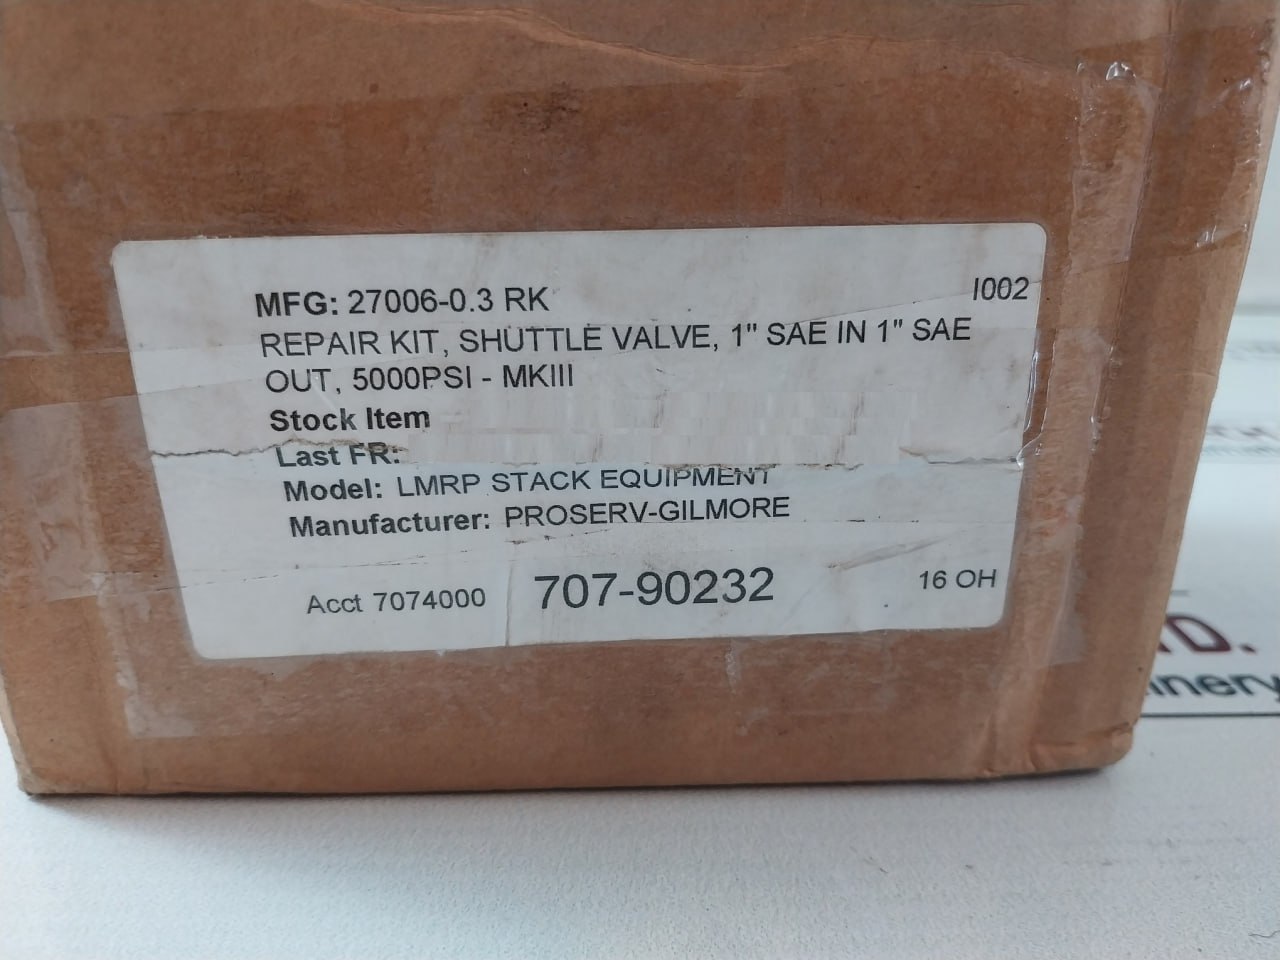 MFG: 27006-0.3 RK I002
REPAIR KIT, SHUTTLE VALVE, 1" SAE IN 1" SAE
OUT, 5000PSI - MKIII
Stock Item
Last FR:
Model: LMRP STACK EQUIPMENT
Manufacturer: PROSERV-GILMORE
Acct 7074000 707-90232 16 OH